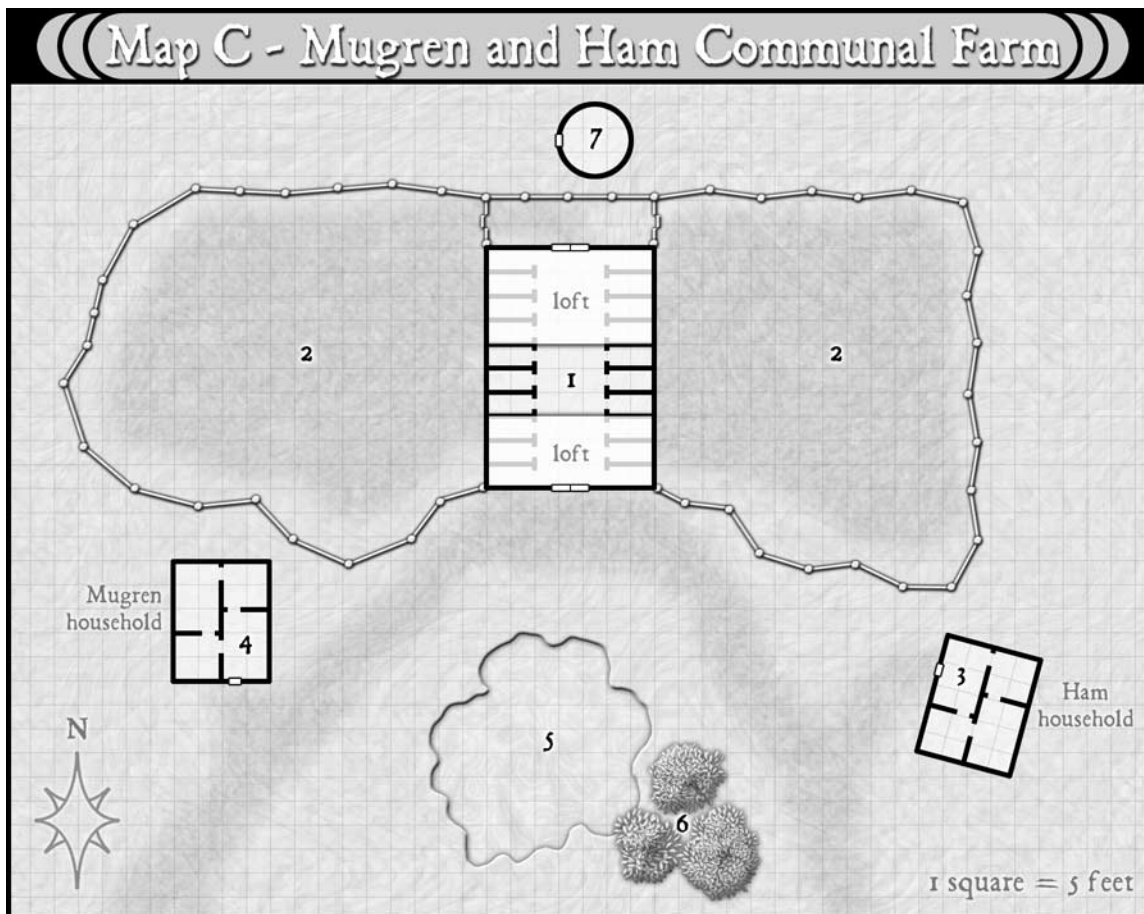 Map C - Mugren and Ham Communal Farm
7
loft
2
1
2
loft
Mugren
household
4
3
Ham
household
5
6
N
1 square = 5 feet